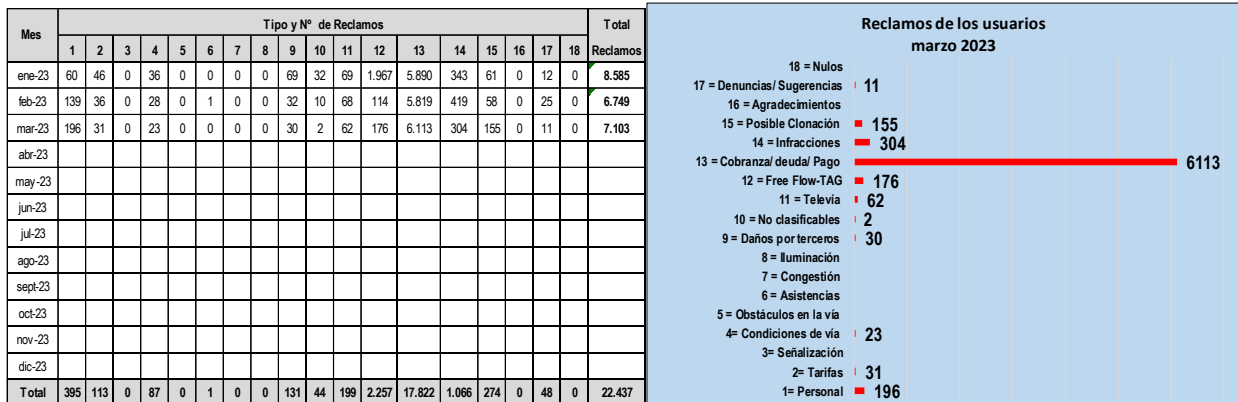 Mes Tipo y Nº de Reclamos Total
1 2 3 4 5 6 7 8 9 10 11 12 13 14 15 16 17 18 Reclamos
ene-23 60 46 0 36 0 0 0 0 69 32 69 1.967 5.890 343 61 0 12 0 8.585
feb-23 139 36 0 28 0 1 0 0 32 10 68 114 5.819 419 58 0 25 0 6.749
mar-23 196 31 0 23 0 0 0 0 30 2 62 176 6.113 304 155 0 11 0 7.103
abr-23
may-23
jun-23
jul-23
ago-23
sept-23
oct-23
nov-23
dic-23
Total 395 113 0 87 0 1 0 0 131 44 199 2.257 17.822 1.066 274 0 48 0 22.437
Reclamos de los usuarios
marzo 2023
18 = Nulos
17 = Denuncias/ Sugerencias 11
16 = Agradecimientos
15 = Posible Clonación 155
14 = Infracciones 304
13 = Cobranza/ deuda/ Pago 6113
12 = Free Flow-TAG 176
11 = Televía 62
10 = No clasificables 2
9 = Daños por terceros 30
8 = Iluminación
7 = Congestión
6 = Asistencias
5 = Obstáculos en la vía
4= Condiciones de vía 23
3= Señalización
2= Tarifas 31
1= Personal 196